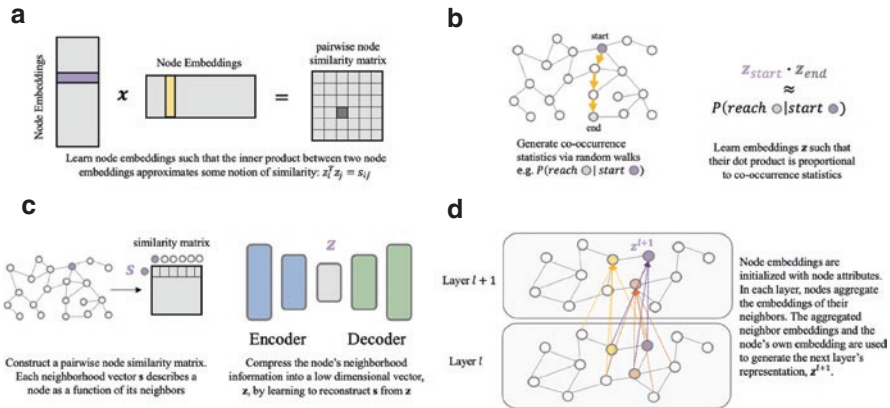 a
Node Embeddings
Node Embeddings
x
=
pairwise node
similarity matrix
Learn node embeddings such that the inner product between two node
embeddings approximates some notion of similarity: z_i^T z_j = s_ij
b
start
end
Generate co-occurrence
statistics via random walks
e.g. P(reach | start )
z_start · z_end
≈
P(reach | start )
Learn embeddings z such that
their dot product is proportional
to co-occurrence statistics
c
similarity matrix
S
Construct a pairwise node similarity matrix.
Each neighborhood vector s describes a
node as a function of its neighbors
Z
Encoder
Decoder
Compress the node's neighborhood
information into a low dimensional vector,
z, by learning to reconstruct s from z
d
z^{l+1}
Layer l + 1
Layer l
Node embeddings are
initialized with node attributes.
In each layer, nodes aggregate
the embeddings of their
neighbors. The aggregated
neighbor embeddings and the
node's own embedding are used
to generate the next layer's
representation, z^{l+1}.